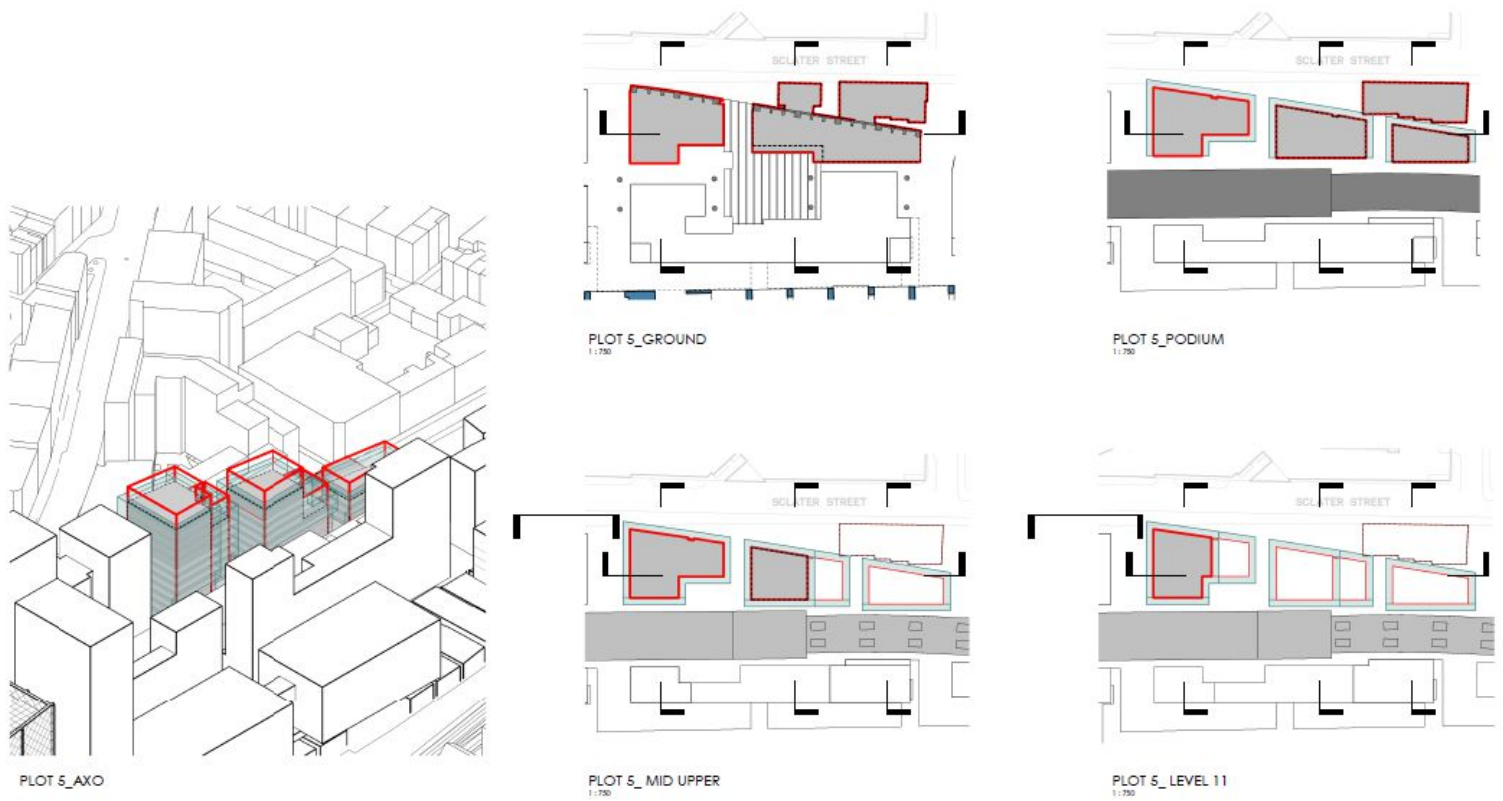 SCLATER STREET
SCLATER STREET
PLOT 5_GROUND
1 : 750
PLOT 5_PODIUM
1 : 750
SCLATER STREET
SCLATER STREET
PLOT 5_AXO
PLOT 5_ MID UPPER
1 : 750
PLOT 5_ LEVEL 11
1 : 750